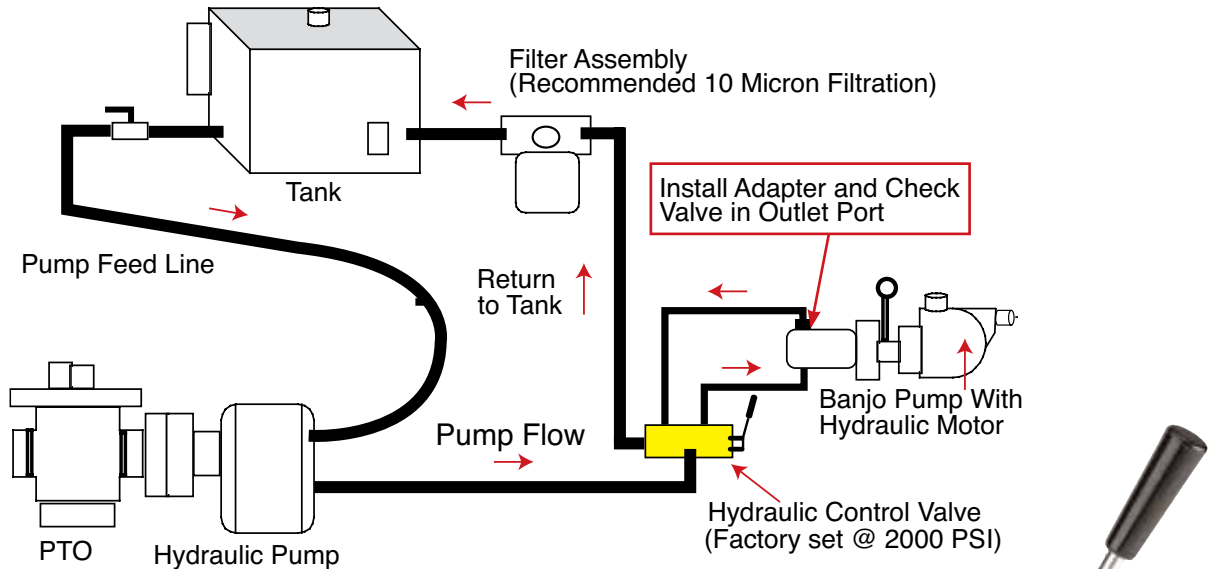 Filter Assembly
(Recommended 10 Micron Filtration)
Tank
Install Adapter and Check
Valve in Outlet Port
Pump Feed Line
Return
to Tank
Banjo Pump With
Hydraulic Motor
Pump Flow
Hydraulic Control Valve
(Factory set @ 2000 PSI)
PTO
Hydraulic Pump